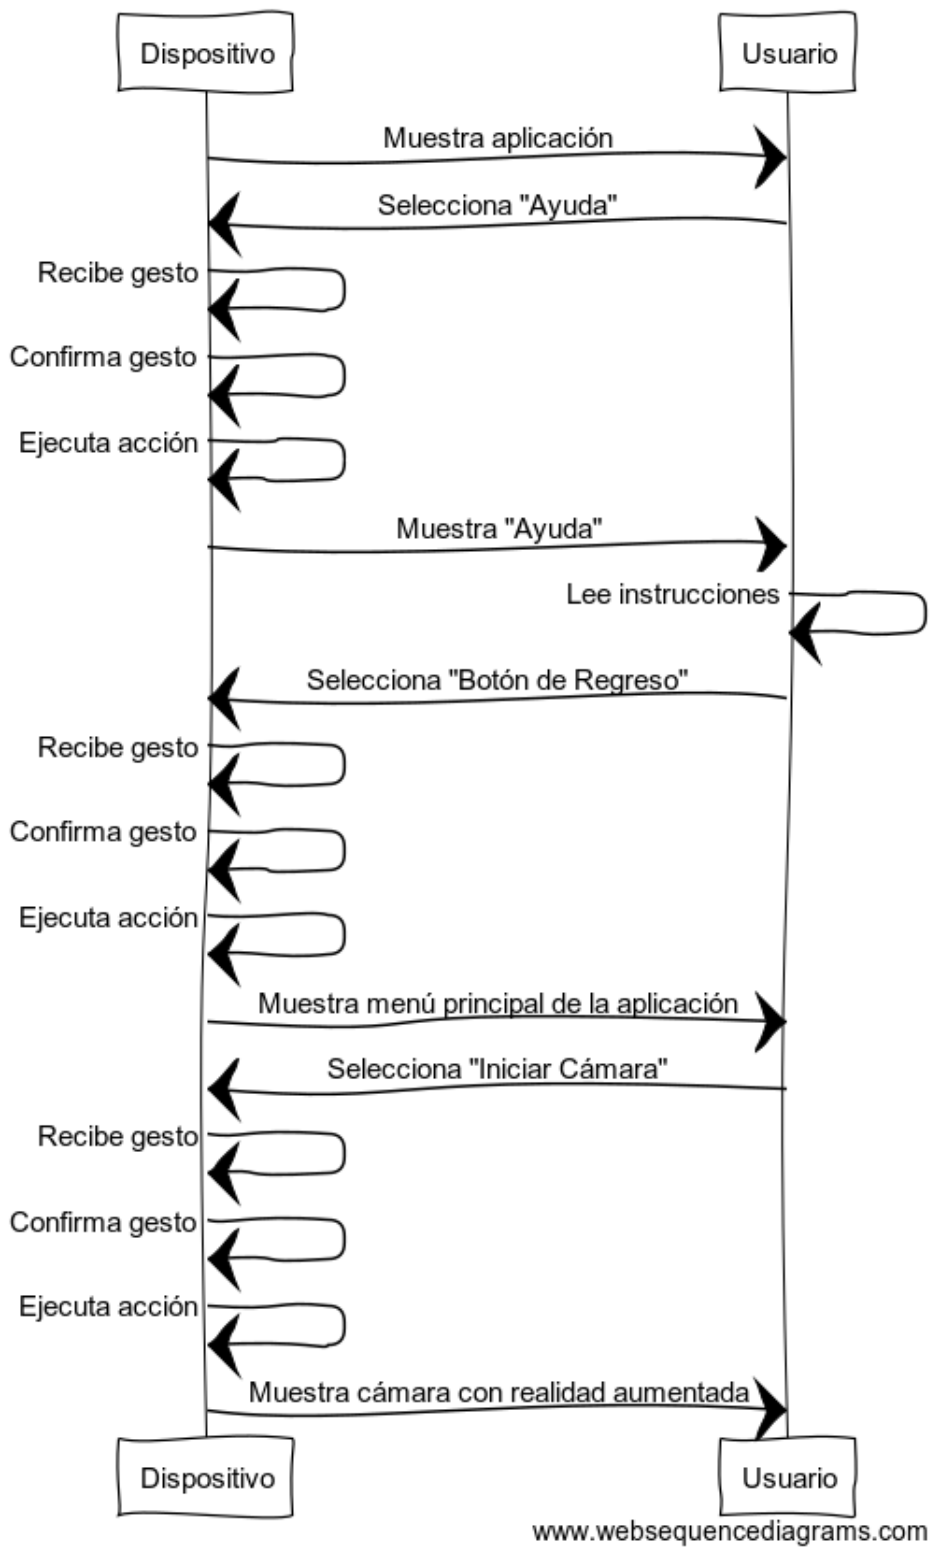 Dispositivo
Usuario
Muestra aplicación
Selecciona "Ayuda"
Recibe gesto
Confirma gesto
Ejecuta acción
Muestra "Ayuda"
Lee instrucciones
Selecciona "Botón de Regreso"
Recibe gesto
Confirma gesto
Ejecuta acción
Muestra menú principal de la aplicación
Selecciona "Iniciar Cámara"
Recibe gesto
Confirma gesto
Ejecuta acción
Muestra cámara con realidad aumentada
Dispositivo
Usuario
www.websequencediagrams.com